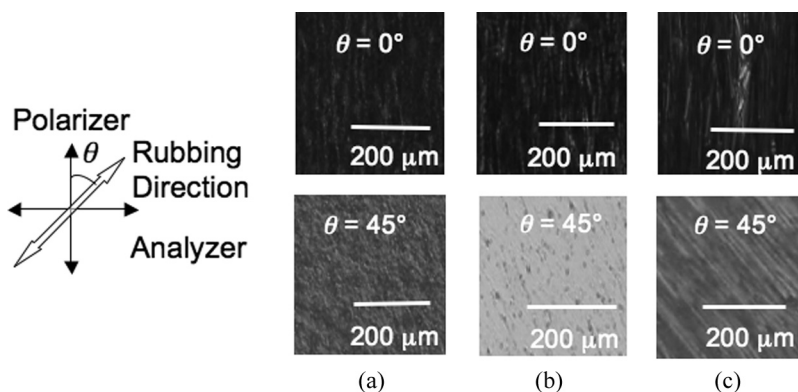 Polarizer
θ
Rubbing
Direction
Analyzer
θ = 0°
200 μm
θ = 0°
200 μm
θ = 0°
200 μm
θ = 45°
200 μm
θ = 45°
200 μm
θ = 45°
200 μm
(a)
(b)
(c)